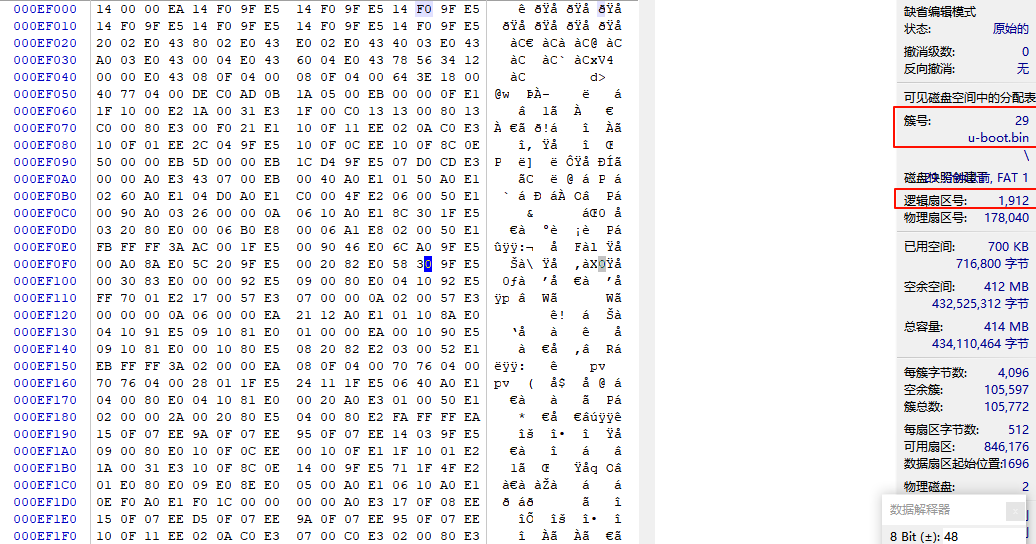 000EF000 14 00 00 EA 14 F0 9F E5 14 F0 9F E5 14 F0 9F E5 ê ðŸå ðŸå ðŸå
000EF010 14 F0 9F E5 14 F0 9F E5 14 F0 9F E5 14 F0 9F E5 ðŸå ðŸå ðŸå ðŸå
000EF020 20 02 E0 43 80 02 E0 43 E0 02 E0 43 40 03 E0 43 àC€ àCà àC@ àC
000EF030 A0 03 E0 43 00 04 E0 43 60 04 E0 43 78 56 34 12 àC àC` àCxV4
000EF040 00 00 E0 43 08 0F 04 00 08 0F 04 00 64 3E 18 00 àC d>
000EF050 40 77 04 00 DE C0 AD 0B 1A 05 00 EB 00 00 0F E1 @w ÞÀ- ë á
000EF060 1F 10 00 E2 1A 00 31 E3 1F 00 C0 13 13 00 80 13 â 1ã À €
000EF070 C0 00 80 E3 00 F0 21 E1 10 0F 11 EE 02 0A C0 E3 À €ã ð!á î Àã
000EF080 10 0F 01 EE 2C 04 9F E5 10 0F 0C EE 10 0F 8C 0E î, Ÿå î Œ
000EF090 50 00 00 EB 5D 00 00 EB 1C D4 9F E5 07 D0 CD E3 P ë] ë ÔŸå ÐÍã
000EF0A0 00 00 A0 E3 43 07 00 EB 00 40 A0 E1 01 50 A0 E1 ãC ë @ á P á
000EF0B0 02 60 A0 E1 04 D0 A0 E1 C0 00 4F E2 06 00 50 E1 ` á Ð áÀ Oâ Pá
000EF0C0 00 90 A0 03 26 00 00 0A 06 10 A0 E1 8C 30 1F E5 & áŒ0 å
000EF0D0 03 20 80 E0 00 06 B0 E8 00 06 A1 E8 02 00 50 E1 €à °è ¡è Pá
000EF0E0 FB FF FF 3A AC 00 1F E5 00 90 46 E0 6C A0 9F E5 ûÿÿ:¬ å Fàl Ÿå
000EF0F0 00 A0 8A E0 5C 20 9F E5 00 20 82 E0 58 30 9F E5 Šà\ Ÿå ‚àX0Ÿå
000EF100 00 30 83 E0 00 00 92 E5 09 00 80 E0 04 10 92 E5 0ƒà ’å €à ’å
000EF110 FF 70 01 E2 17 00 57 E3 07 00 00 0A 02 00 57 E3 ÿp â Wã Wã
000EF120 00 00 00 0A 06 00 00 EA 21 12 A0 E1 01 10 8A E0 ê! á Šà
000EF130 04 10 91 E5 09 10 81 E0 01 00 00 EA 00 10 90 E5 ‘å à ê å
000EF140 09 10 81 E0 00 10 80 E5 08 20 82 E2 03 00 52 E1 à €å ‚â Rá
000EF150 EB FF FF 3A 02 00 00 EA 08 0F 04 00 70 76 04 00 ëÿÿ: ê pv
000EF160 70 76 04 00 28 01 1F E5 24 11 1F E5 06 40 A0 E1 pv ( å$ å @ á
000EF170 04 00 80 E0 04 10 81 E0 00 20 A0 E3 01 00 50 E1 €à à ã Pá
000EF180 02 00 00 2A 00 20 80 E5 04 00 80 E2 FA FF FF EA * €å €âúÿÿê
000EF190 15 0F 07 EE 9A 0F 07 EE 95 0F 07 EE 14 03 9F E5 îš î• î Ÿå
000EF1A0 09 00 80 E0 10 0F 0C EE 00 10 0F E1 1F 10 01 E2 €à î á â
000EF1B0 1A 00 31 E3 10 0F 8C 0E 14 00 9F E5 71 1F 4F E2 1ã Œ Ÿåq Oâ
000EF1C0 01 E0 80 E0 09 E0 8E E0 05 00 A0 E1 06 10 A0 E1 à€à àŽà á á
000EF1D0 0E F0 A0 E1 F0 1C 00 00 00 00 A0 E3 17 0F 08 EE ð áð ã î
000EF1E0 15 0F 07 EE D5 0F 07 EE 9A 0F 07 EE 95 0F 07 EE îÕ îš î• î
000EF1F0 10 0F 11 EE 02 0A C0 E3 07 00 C0 E3 02 00 80 E3 î Àã Àã €ã
缺省编辑模式
状态: 原始的
撤消级数: 0
反向撤消: 无
可见磁盘空间中的分配表
簇号: 29
u-boot.bin
\
磁盘快照创建前, FAT 1
逻辑扇区号: 1,912
物理扇区号: 178,040
已用空间: 700 KB
716,800 字节
空余空间: 412 MB
432,525,312 字节
总容量: 414 MB
434,110,464 字节
每簇字节数: 4,096
空余簇: 105,597
簇总数: 105,772
每扇区字节数: 512
可用扇区: 846,176
数据扇区起始位置:1696
物理磁盘: 2
数据解释器
x
8 Bit (±): 48